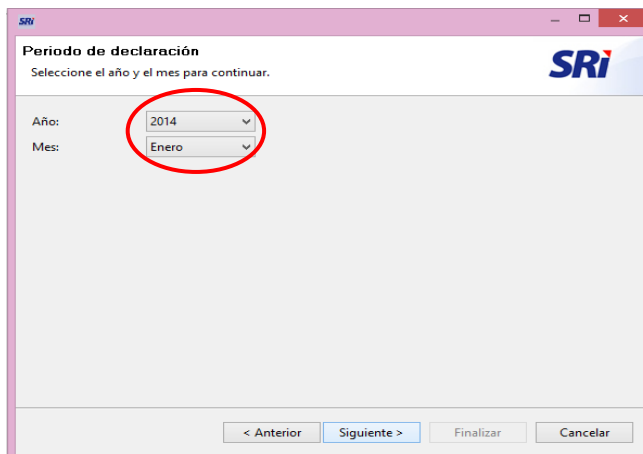 SRi
Periodo de declaración
Seleccione el año y el mes para continuar.
SRi
Año: 2014
Mes: Enero
< Anterior Siguiente > Finalizar Cancelar